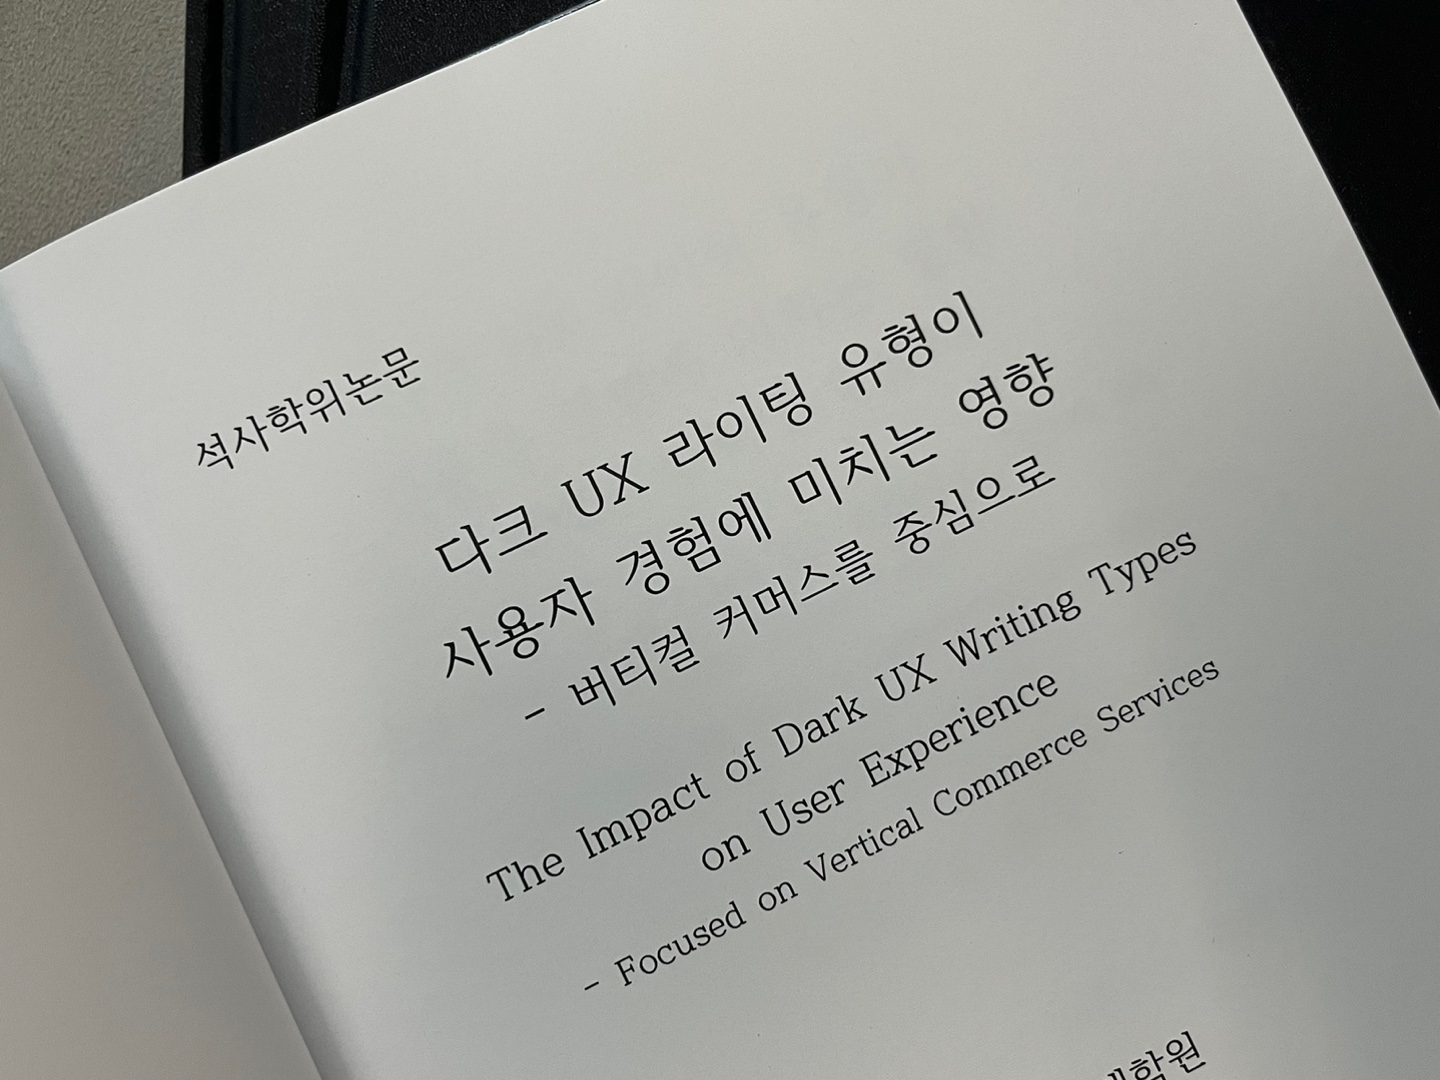 석사학위논문
다크 UX 라이팅 유형이
사용자 경험에 미치는 영향
- 버티컬 커머스를 중심으로
The Impact of Dark UX Writing Types
on User Experience
- Focused on Vertical Commerce Services